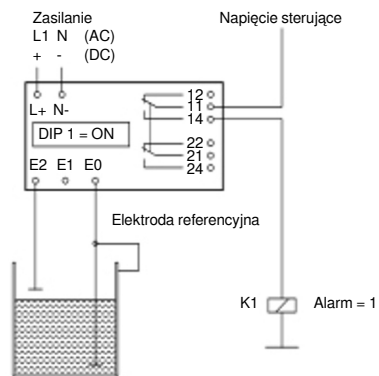 Zasilanie
L1 N (AC)
+ - (DC)
Napięcie sterujące
L+ N-
DIP 1 = ON
E2 E1 E0
12
11
14
22
21
24
Elektroda referencyjna
K1 Alarm = 1